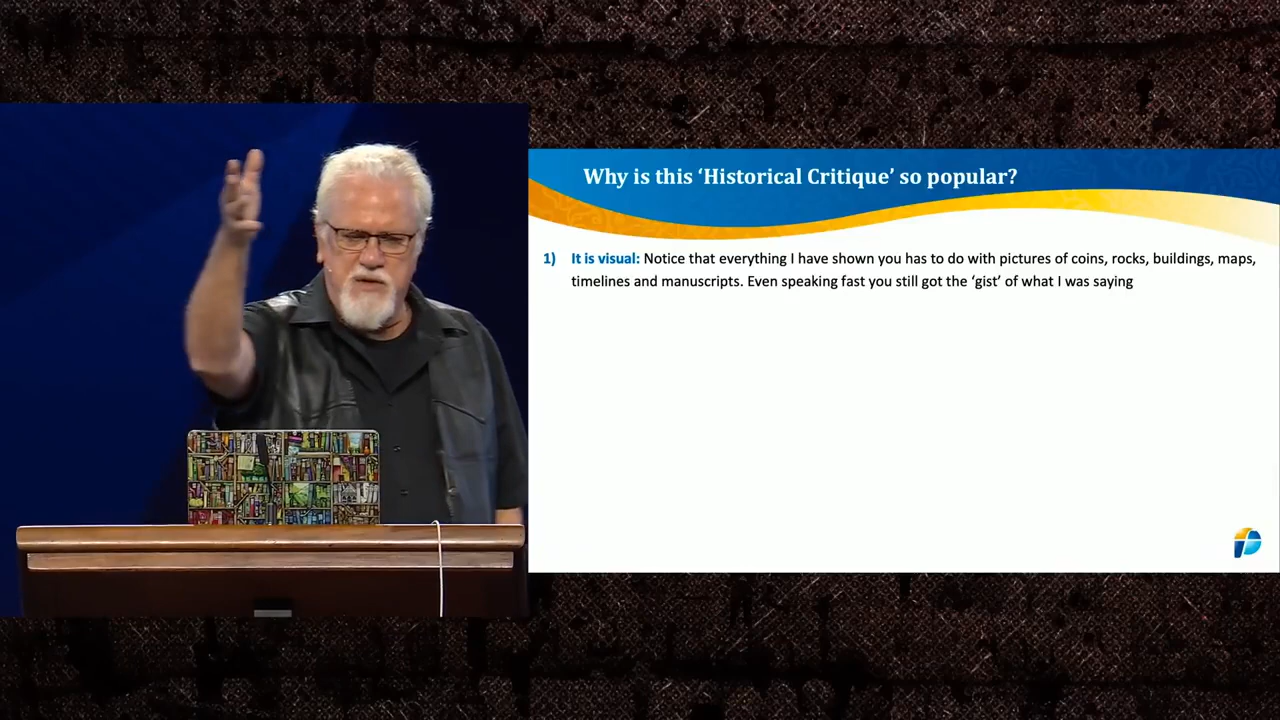 Why is this ‘Historical Critique’ so popular?
1) It is visual: Notice that everything I have shown you has to do with pictures of coins, rocks, buildings, maps,
timelines and manuscripts. Even speaking fast you still got the ‘gist’ of what I was saying